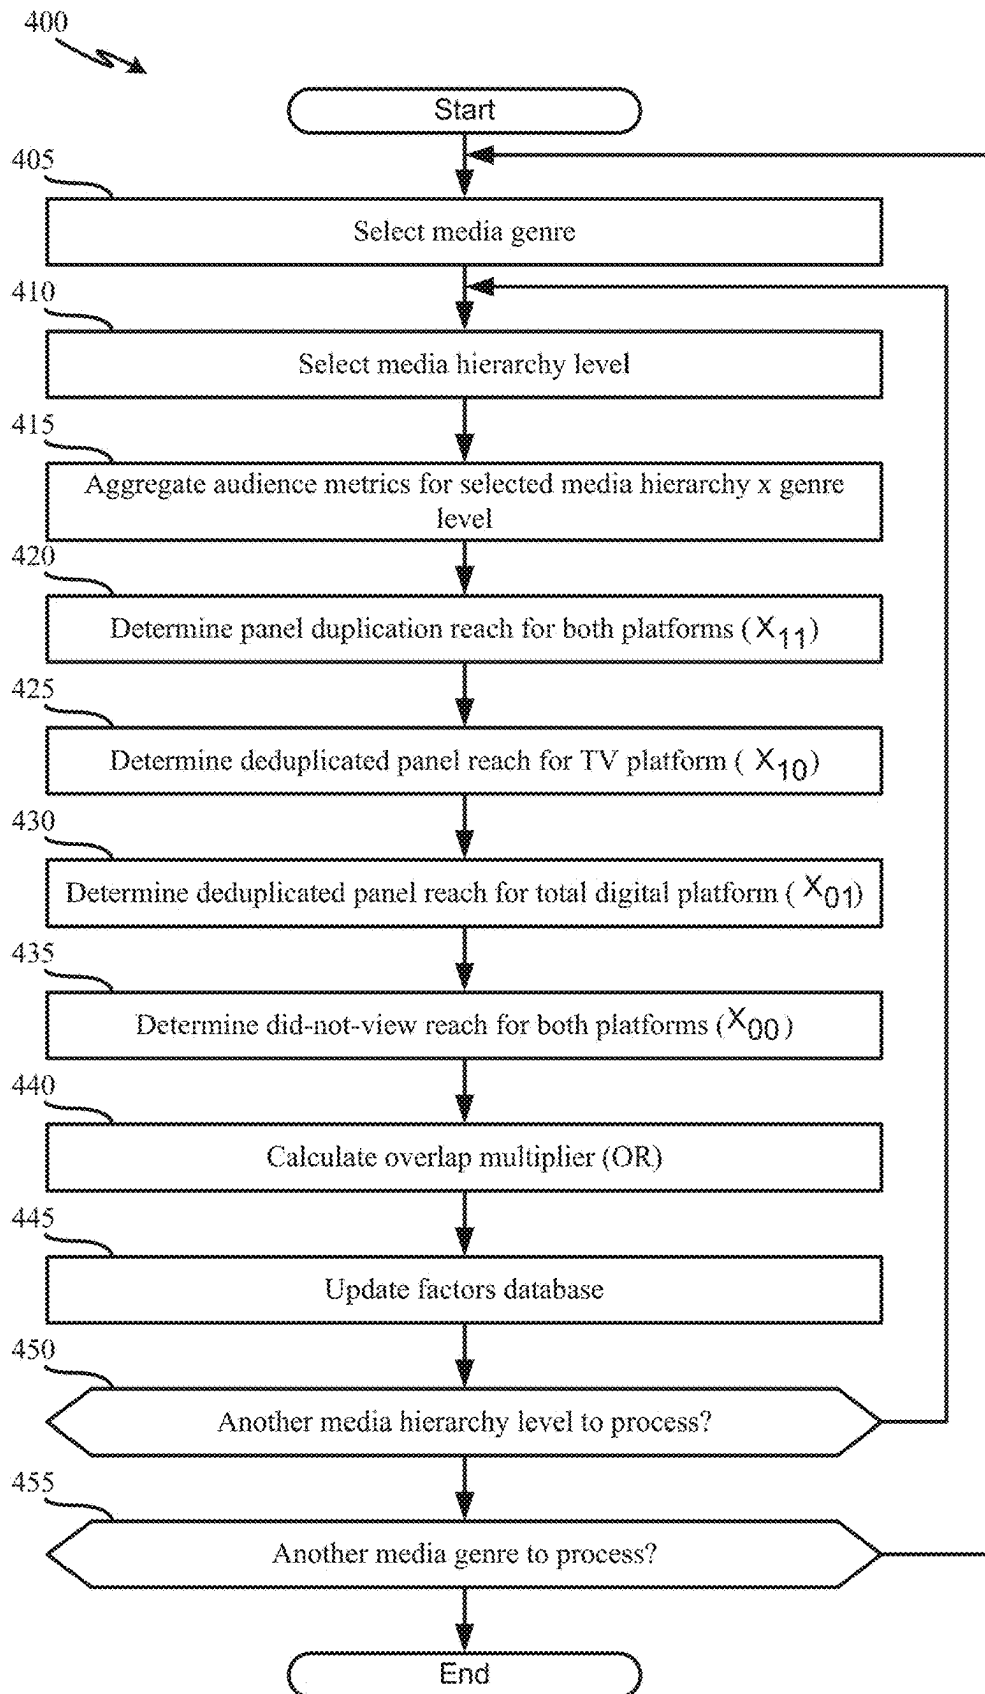 400
Start
405
Select media genre
410
Select media hierarchy level
415
Aggregate audience metrics for selected media hierarchy x genre
level
420
Determine panel duplication reach for both platforms (X11)
425
Determine deduplicated panel reach for TV platform ( X10)
430
Determine deduplicated panel reach for total digital platform ( X01)
435
Determine did-not-view reach for both platforms (X00)
440
Calculate overlap multiplier (OR)
445
Update factors database
450
Another media hierarchy level to process?
455
Another media genre to process?
End